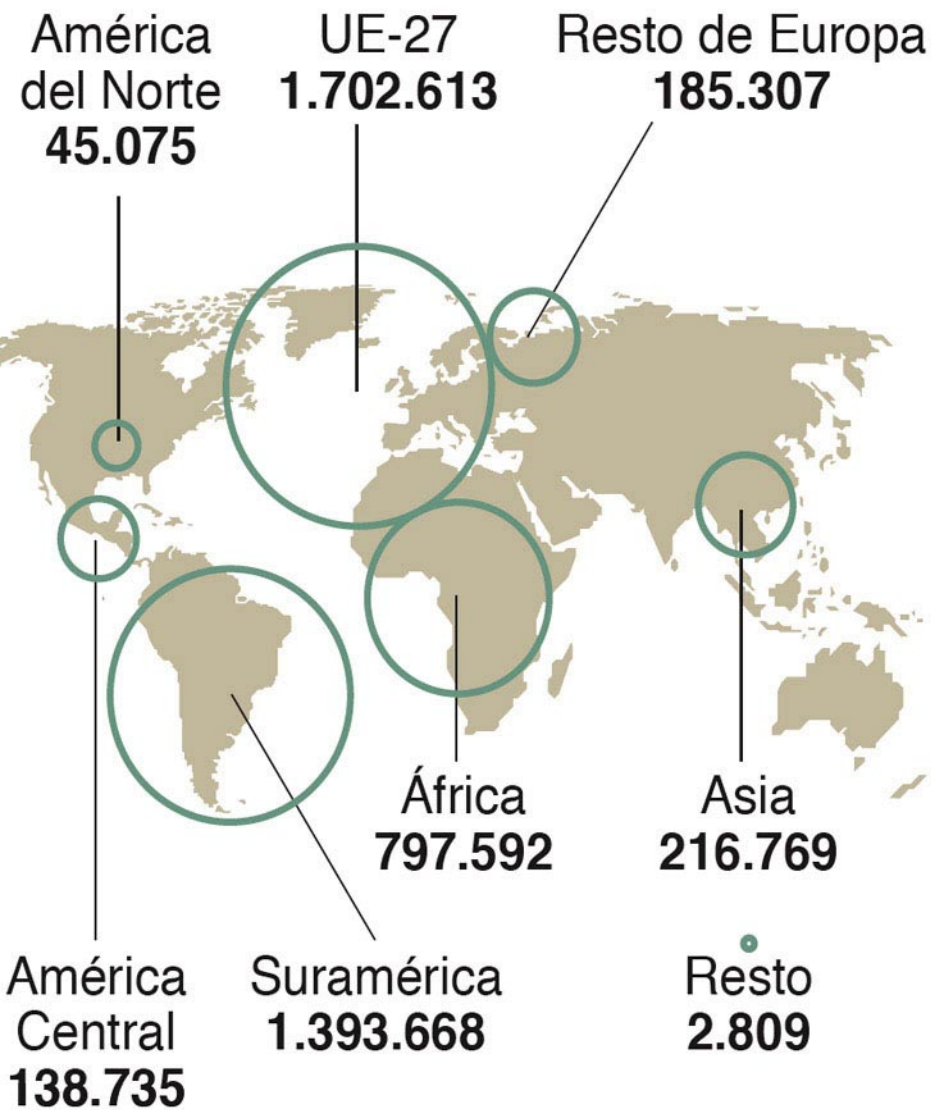 América
del Norte
45.075
UE-27
1.702.613
Resto de Europa
185.307
África
797.592
Asia
216.769
América
Central
138.735
Suramérica
1.393.668
Resto
2.809